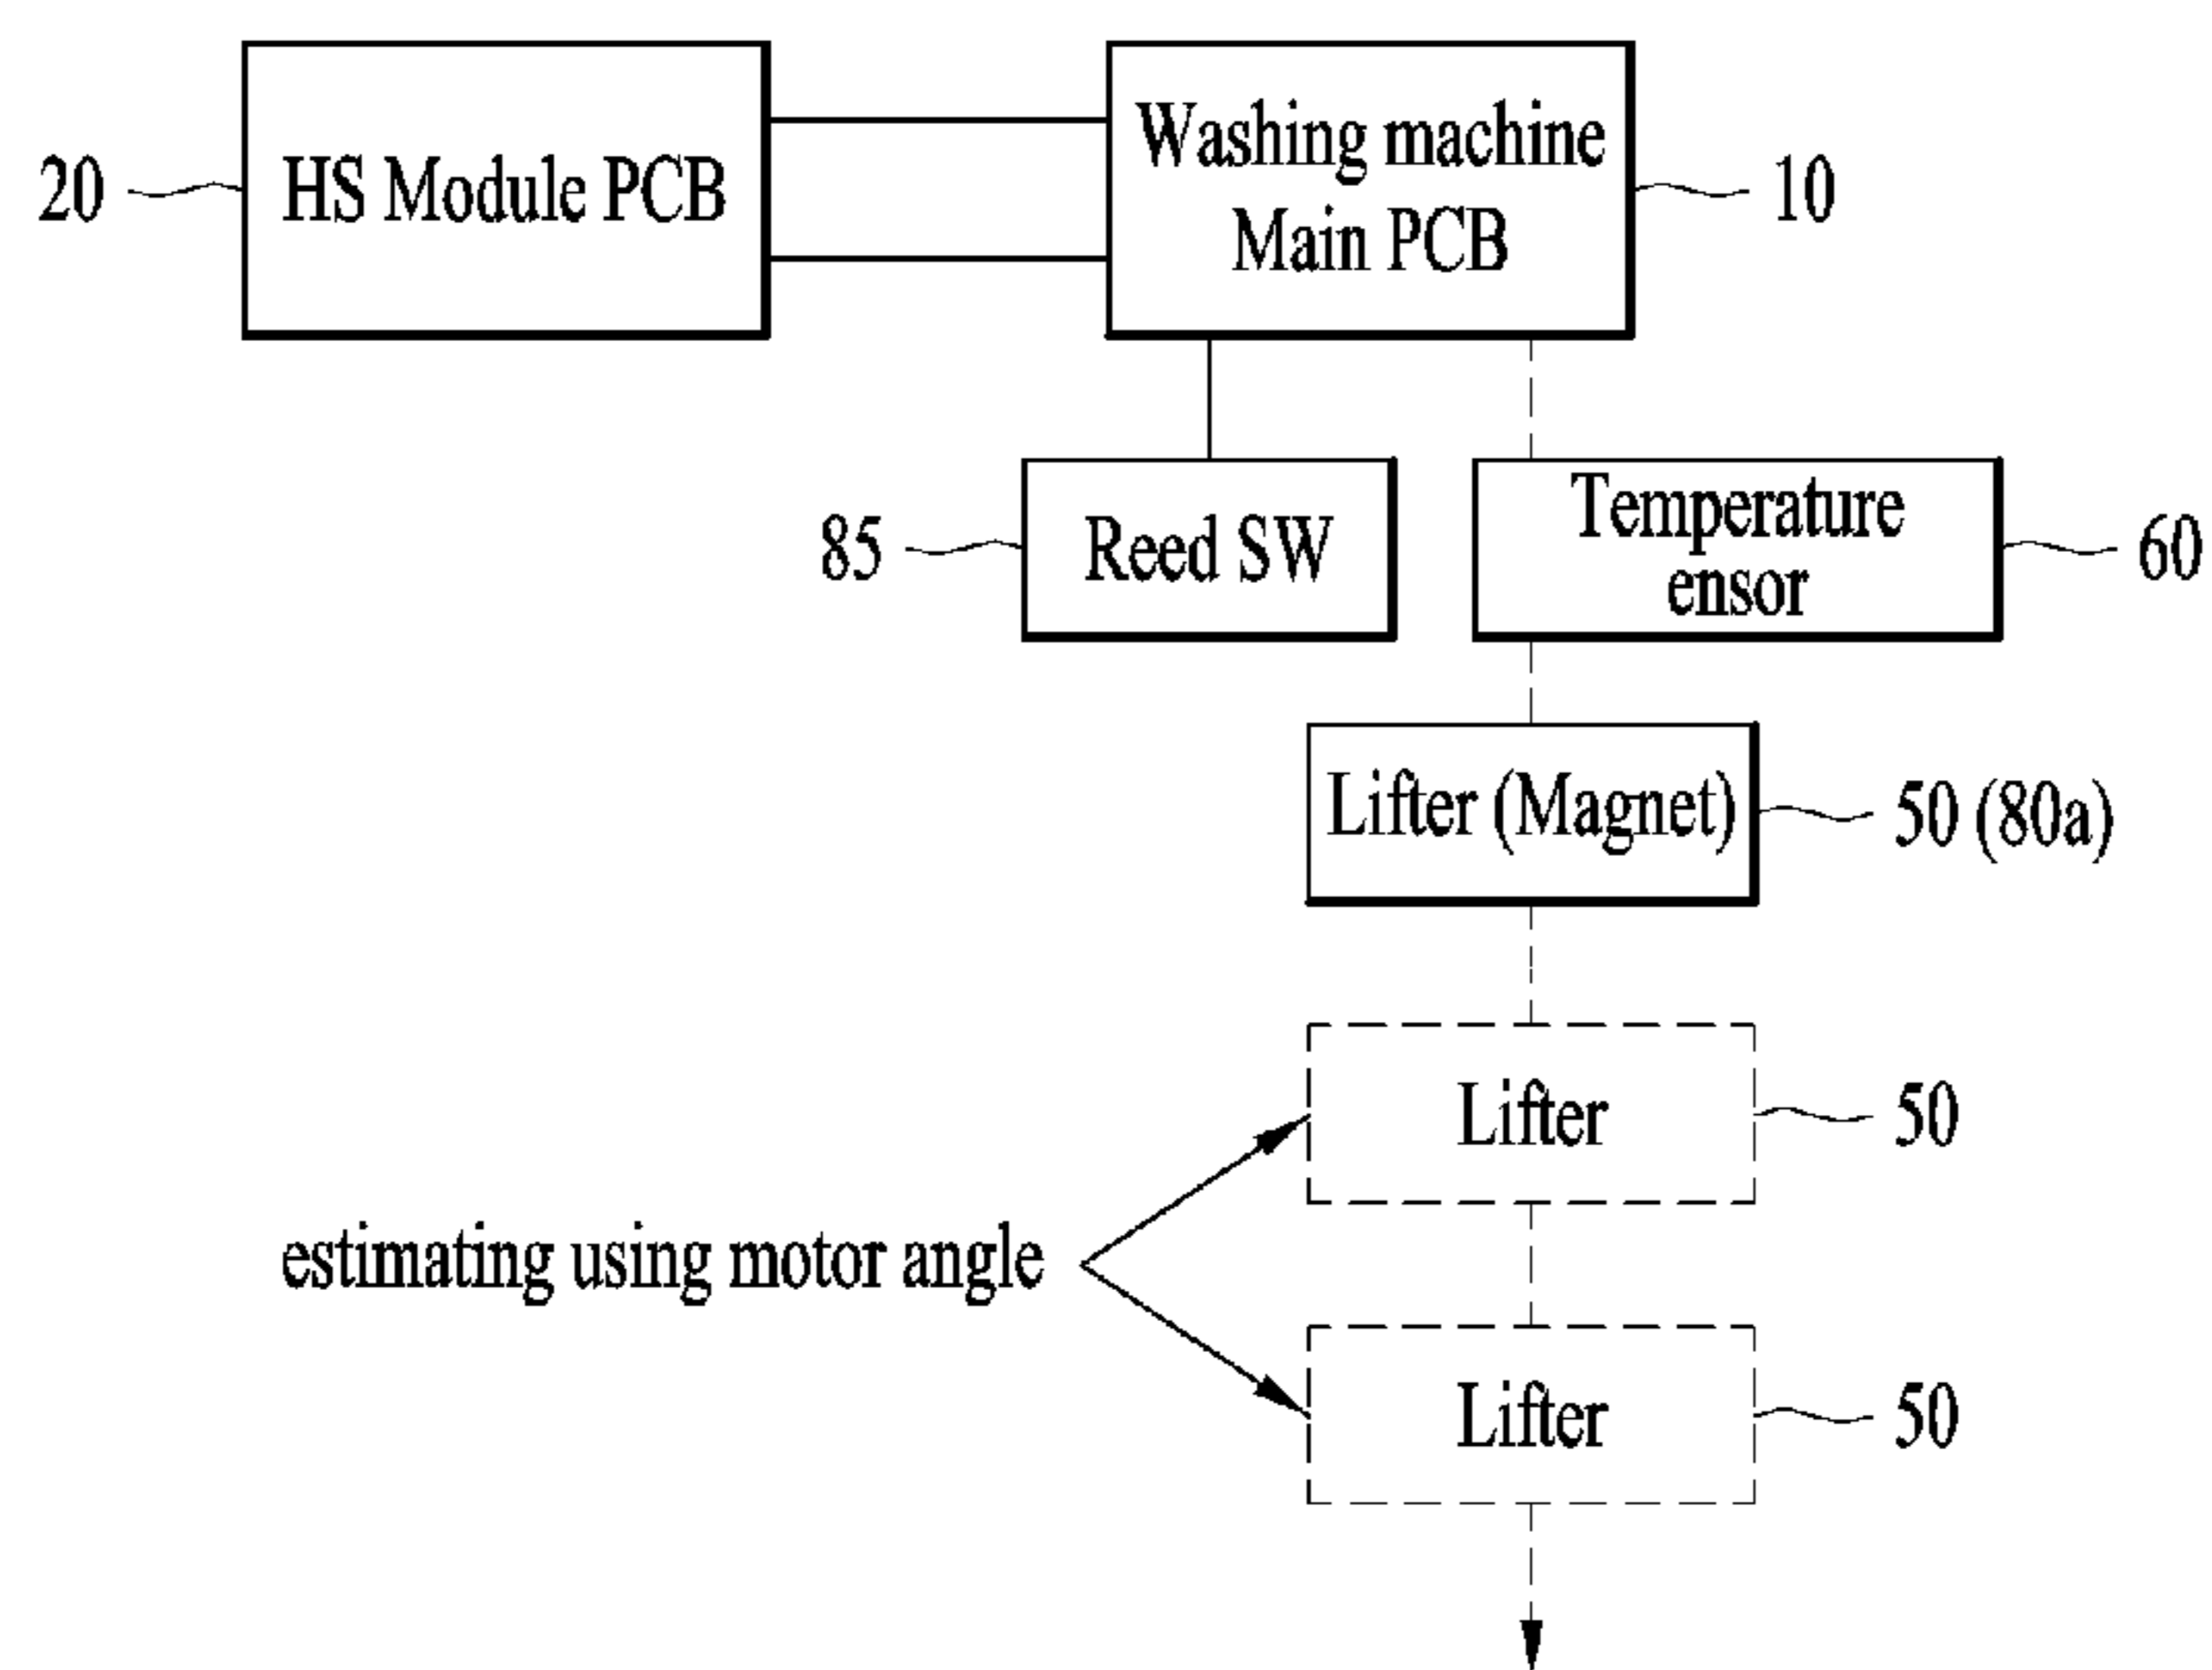 20
HS Module PCB
Washing machine
Main PCB
10
85
Reed SW
Temperature
ensor
60
Lifter (Magnet)
50 (80a)
Lifter
50
estimating using motor angle
Lifter
50